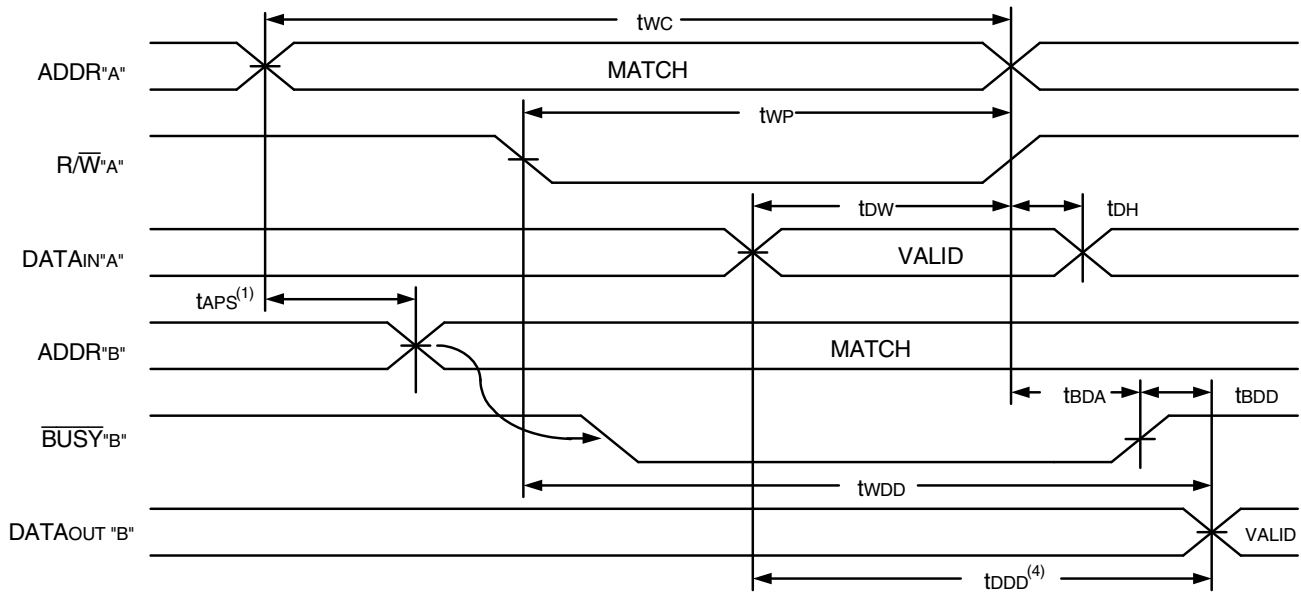 tWC
ADDR"A"
MATCH
tWP
R/W̅"A"
tDW
tDH
DATAIN"A"
VALID
tAPS(1)
ADDR"B"
MATCH
tBDA
tBDD
B̅U̅S̅Y̅"B"
tWDD
DATAOUT "B"
VALID
tDDD(4)